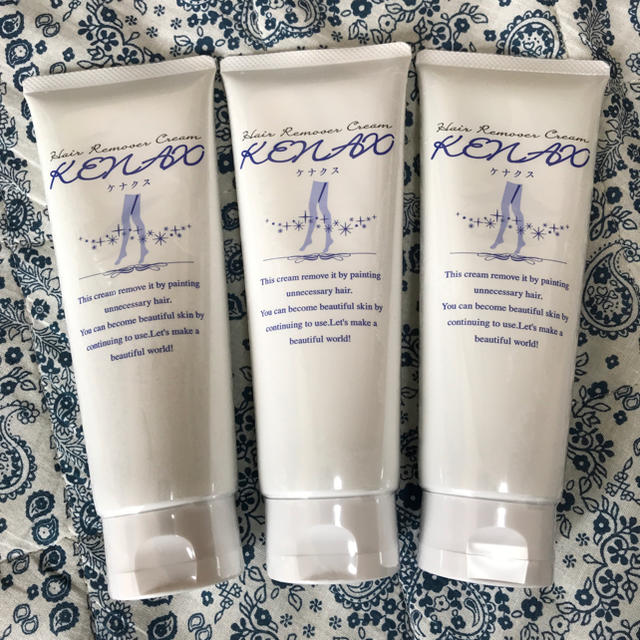 Hair Remover Cream
KENAX
ケナクス
This cream remove it by painting
unnecessary hair.
You can become beautiful skin by
continuing to use.Let's make a
beautiful world!
Hair Remover Cream
KENAX
ケナクス
This cream remove it by painting
unnecessary hair.
You can become beautiful skin by
continuing to use.Let's make a
beautiful world!
Hair Remover Cream
KENAX
ケナクス
This cream remove it by painting
unnecessary hair.
You can become beautiful skin by
continuing to use.Let's make a
beautiful world!